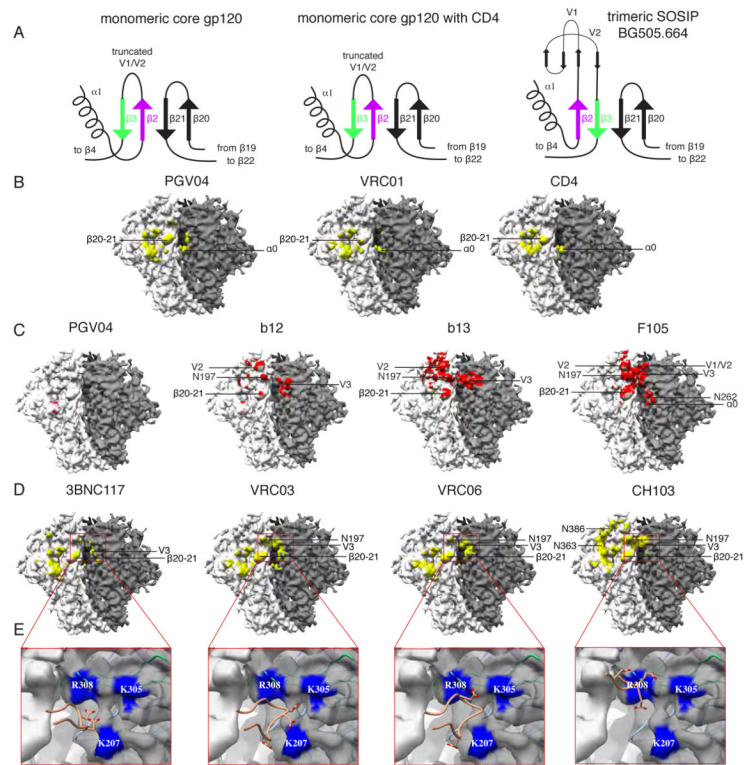 A
monomeric core gp120
monomeric core gp120 with CD4
trimeric SOSIP
BG505.664
truncated
V1/V2
α1
β3
β2
β21
β20
to β4
from β19
to β22
truncated
V1/V2
α1
β3
β2
β21
β20
to β4
from β19
to β22
V1
V2
α1
β2
β3
β21
β20
to β4
from β19
to β22
B
PGV04
VRC01
CD4
β20-21
α0
β20-21
α0
β20-21
α0
C
PGV04
b12
b13
F105
V2
N197
β20-21
V3
V2
N197
β20-21
V3
V2
N197
β20-21
V1/V2
V3
N262
α0
D
3BNC117
VRC03
VRC06
CH103
V3
β20-21
N197
V3
β20-21
N197
V3
β20-21
N386
N363
N197
V3
β20-21
E
R308
K305
K207
R308
K305
K207
R308
K305
K207
R308
K305
K207